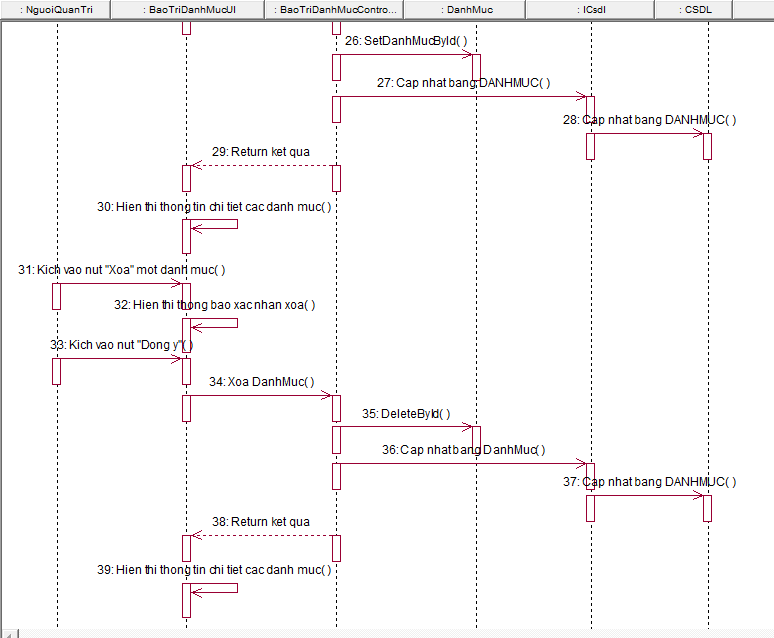 : NguoiQuanTri
: BaoTriDanhMucUI
: BaoTriDanhMucContro...
: DanhMuc
: ICsdl
: CSDL
26: SetDanhMucById( )
27: Cap nhat bang DANHMUC( )
28: Cap nhat bang DANHMUC( )
29: Return ket qua
30: Hien thi thong tin chi tiet cac danh muc( )
31: Kich vao nut "Xoa" mot danh muc( )
32: Hien thi thong bao xac nhan xoa( )
33: Kich vao nut "Dong y"( )
34: Xoa DanhMuc( )
35: DeleteById( )
36: Cap nhat bang DanhMuc( )
37: Cap nhat bang DANHMUC( )
38: Return ket qua
39: Hien thi thong tin chi tiet cac danh muc( )